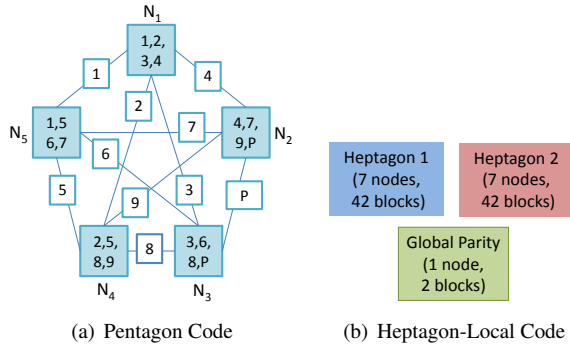 N1
1,2,
3,4
1
4
2
N5
1,5
6,7
7
4,7,
9,P
N2
6
5
3
P
9
2,5,
8,9
8
3,6,
8,P
N4
N3
(a) Pentagon Code
Heptagon 1
(7 nodes,
42 blocks)
Heptagon 2
(7 nodes,
42 blocks)
Global Parity
(1 node,
2 blocks)
(b) Heptagon-Local Code